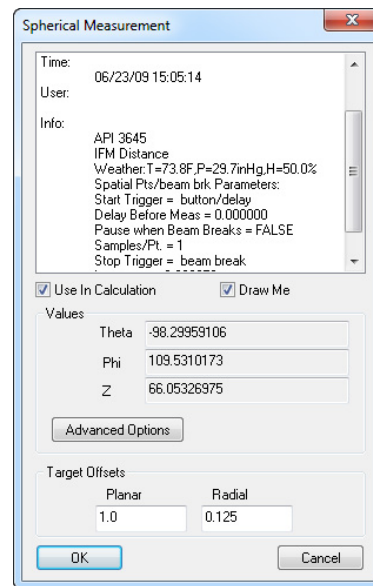 Spherical Measurement
Time:
06/23/09 15:05:14
User:
Info:
API 3645
IFM Distance
Weather:T=73.8F,P=29.7inHg,H=50.0%
Spatial Pts/beam brk Parameters:
Start Trigger = button/delay
Delay Before Meas = 0.000000
Pause when Beam Breaks = FALSE
Samples/Pt. = 1
Stop Trigger = beam break
Use In Calculation Draw Me
Values
Theta -98.29959106
Phi 109.5310173
Z 66.05326975
Advanced Options
Target Offsets
Planar Radial
1.0 0.125
OK Cancel